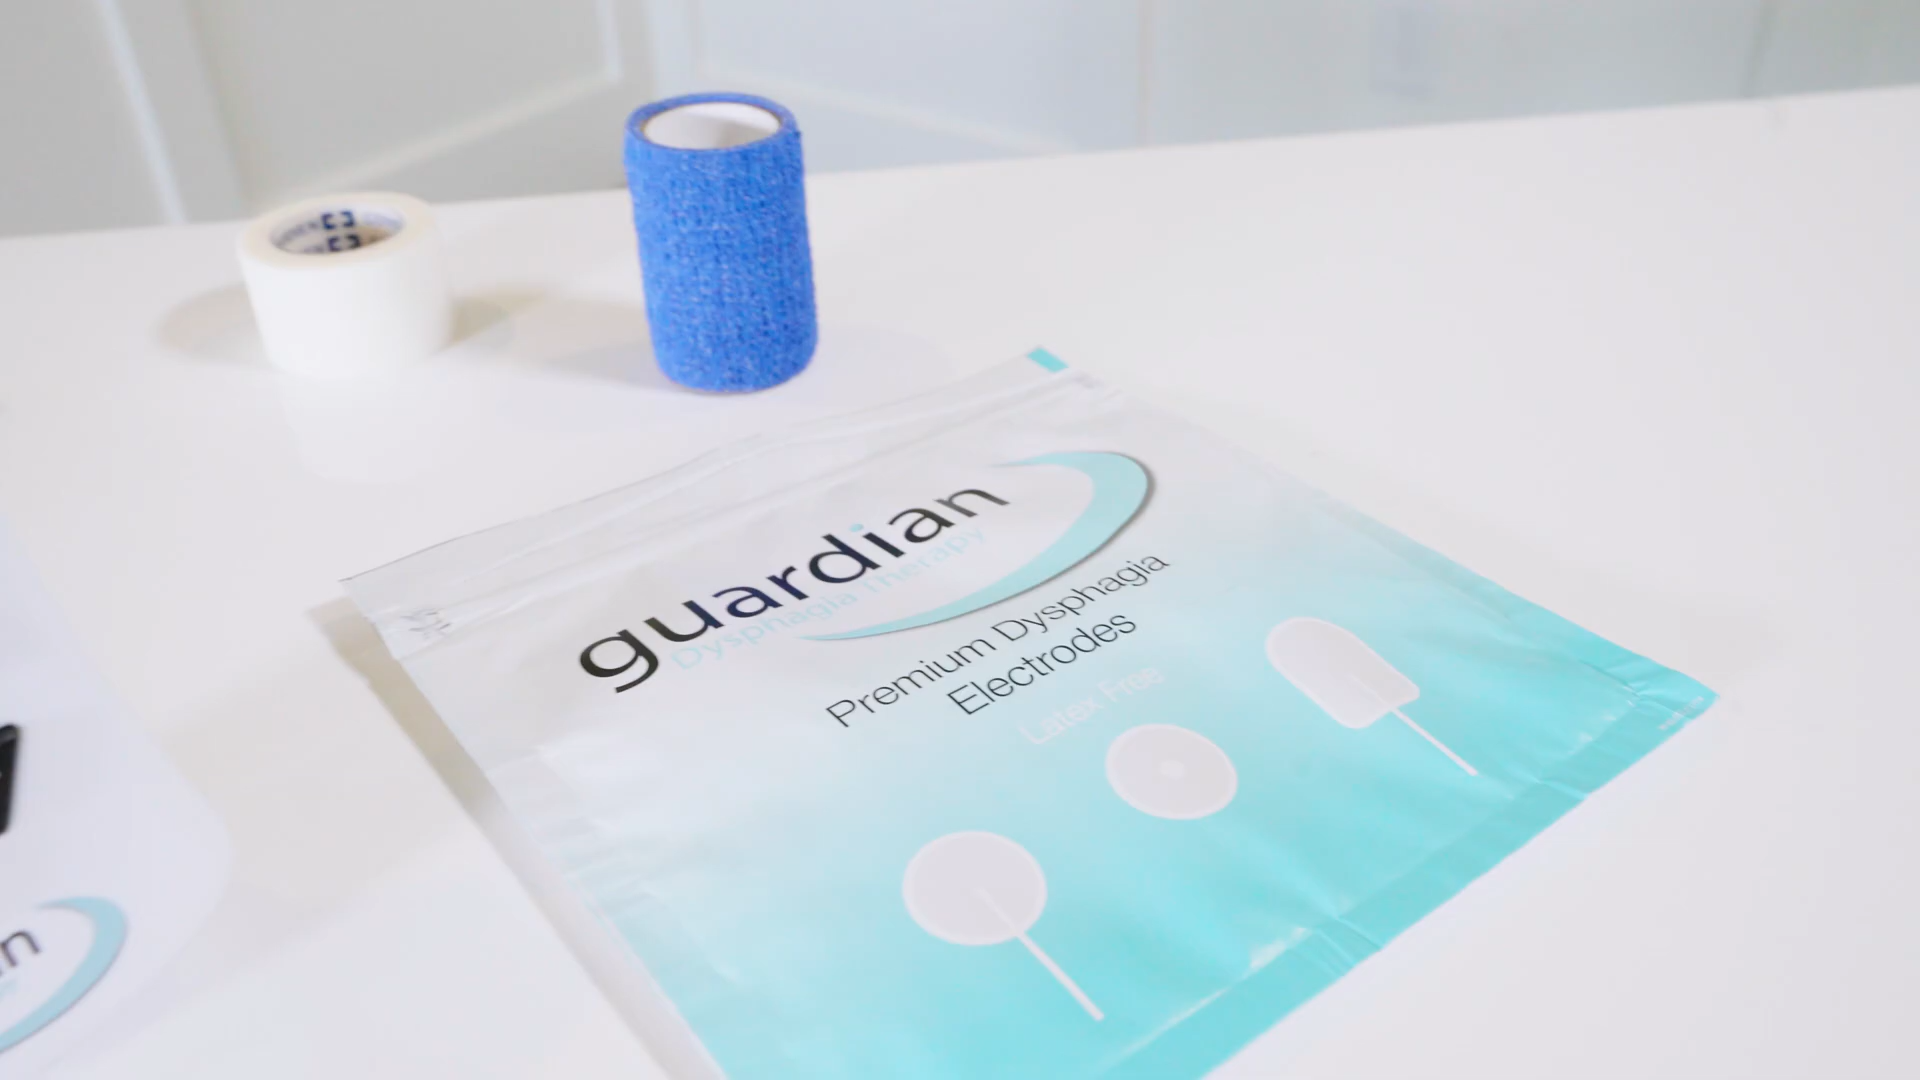 guardian
Dysphagia Therapy
Premium Dysphagia
Electrodes
Latex Free